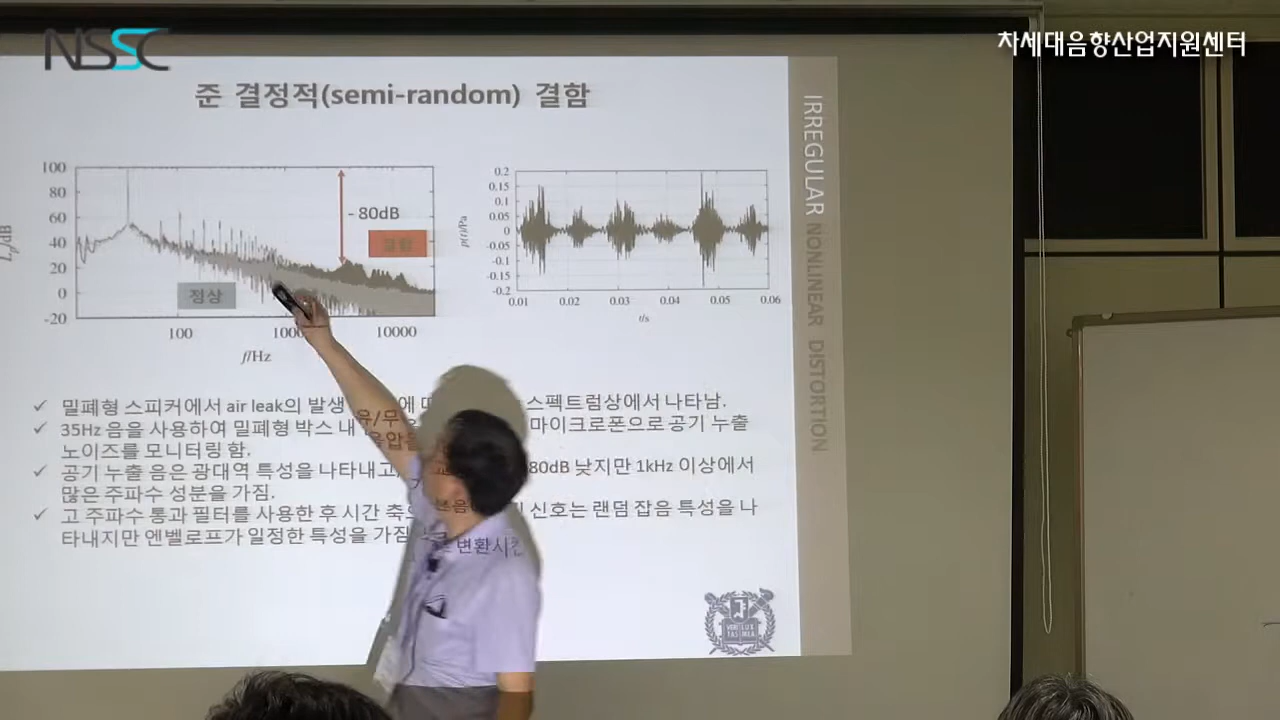 NSSC
차세대음향산업지원센터
준 결정적(semi-random) 결함
IRREGULAR NONLINEAR DISTORTION
100
80
60
40
20
0
-20
100
1000
10000
f/Hz
- 80dB
결함
정상
0.2
0.15
0.1
0.05
0
-0.05
-0.1
-0.15
-0.2
0.01
0.02
0.03
0.04
0.05
0.06
t/s
✓ 밀폐형 스피커에서 air leak의 발생 유/무에 스펙트럼상에서 나타남.
✓ 35Hz 음을 사용하여 밀폐형 박스 내 마이크로폰으로 공기 누출
노이즈를 모니터링 함.
✓ 공기 누출 음은 광대역 특성을 나타내고 80dB 낮지만 1kHz 이상에서
많은 주파수 성분을 가짐.
✓ 고 주파수 통과 필터를 사용한 후 시간 축으 변환시킨 신호는 랜덤 잡음 특성을 나
타내지만 엔벨로프가 일정한 특성을 가짐